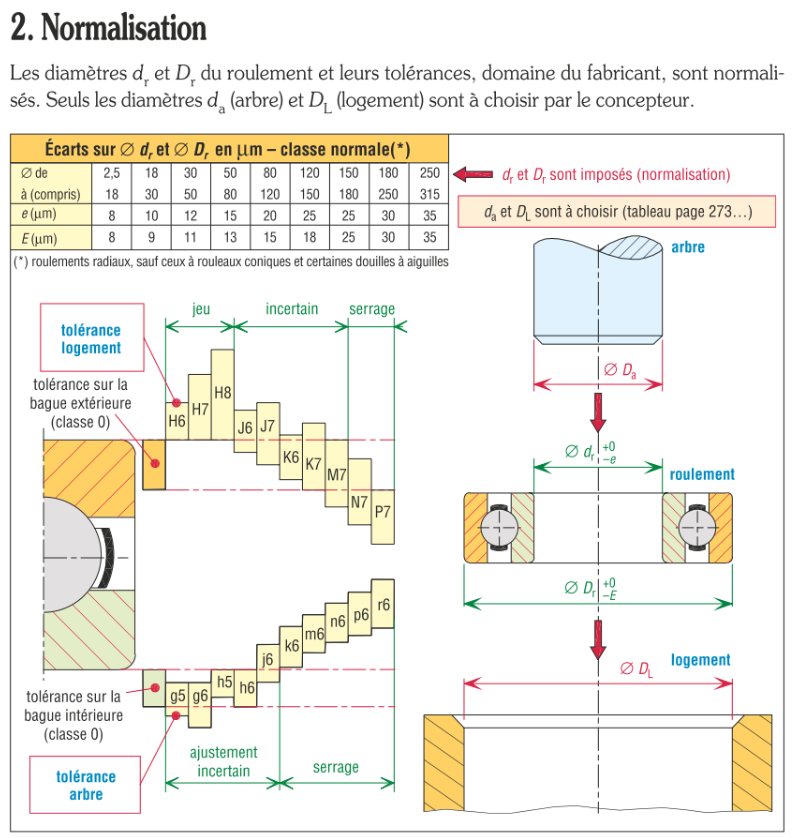 2. Normalisation
Les diamètres dr et Dr du roulement et leurs tolérances, domaine du fabricant, sont normali-
sés. Seuls les diamètres da (arbre) et DL (logement) sont à choisir par le concepteur.
Écarts sur ∅ dr et ∅ Dr en µm – classe normale(*)
∅ de 2,5 18 30 50 80 120 150 180 250
à (compris) 18 30 50 80 120 150 180 250 315
e (µm) 8 10 12 15 20 25 25 30 35
E (µm) 8 9 11 13 15 18 25 30 35
(*) roulements radiaux, sauf ceux à rouleaux coniques et certaines douilles à aiguilles
dr et Dr sont imposés (normalisation)
da et DL sont à choisir (tableau page 273…)
arbre
jeu
incertain
serrage
tolérance
logement
tolérance sur la
bague extérieure
(classe 0)
H6
H7
H8
J6
J7
K6
K7
M7
N7
P7
∅ Da
∅ dr +0
–e
roulement
∅ Dr +0
–E
g5
g6
h5
h6
j6
k6
m6
n6
p6
r6
tolérance sur la
bague intérieure
(classe 0)
tolérance
arbre
ajustement
incertain
serrage
logement
∅ DL